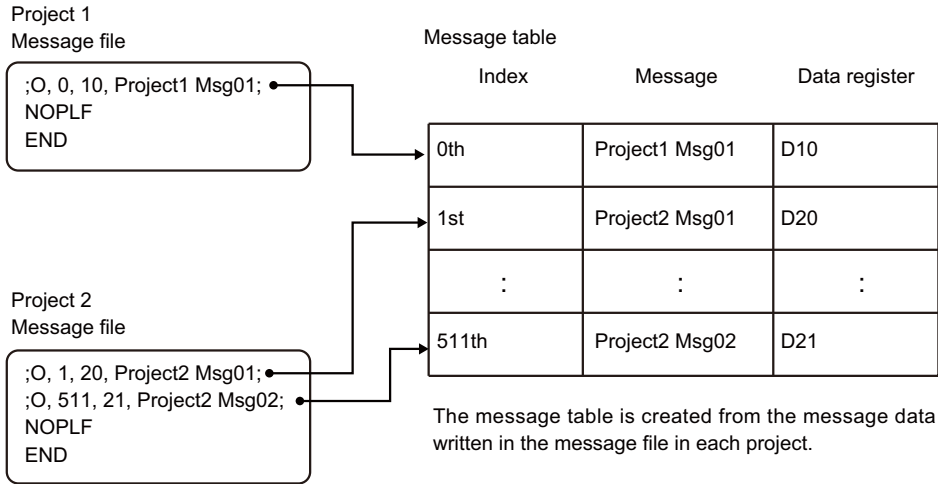 Project 1
Message file
;O, 0, 10, Project1 Msg01;
NOPLF
END
Project 2
Message file
;O, 1, 20, Project2 Msg01;
;O, 511, 21, Project2 Msg02;
NOPLF
END
Message table
Index Message Data register
0th Project1 Msg01 D10
1st Project2 Msg01 D20
: : :
511th Project2 Msg02 D21
The message table is created from the message data
written in the message file in each project.